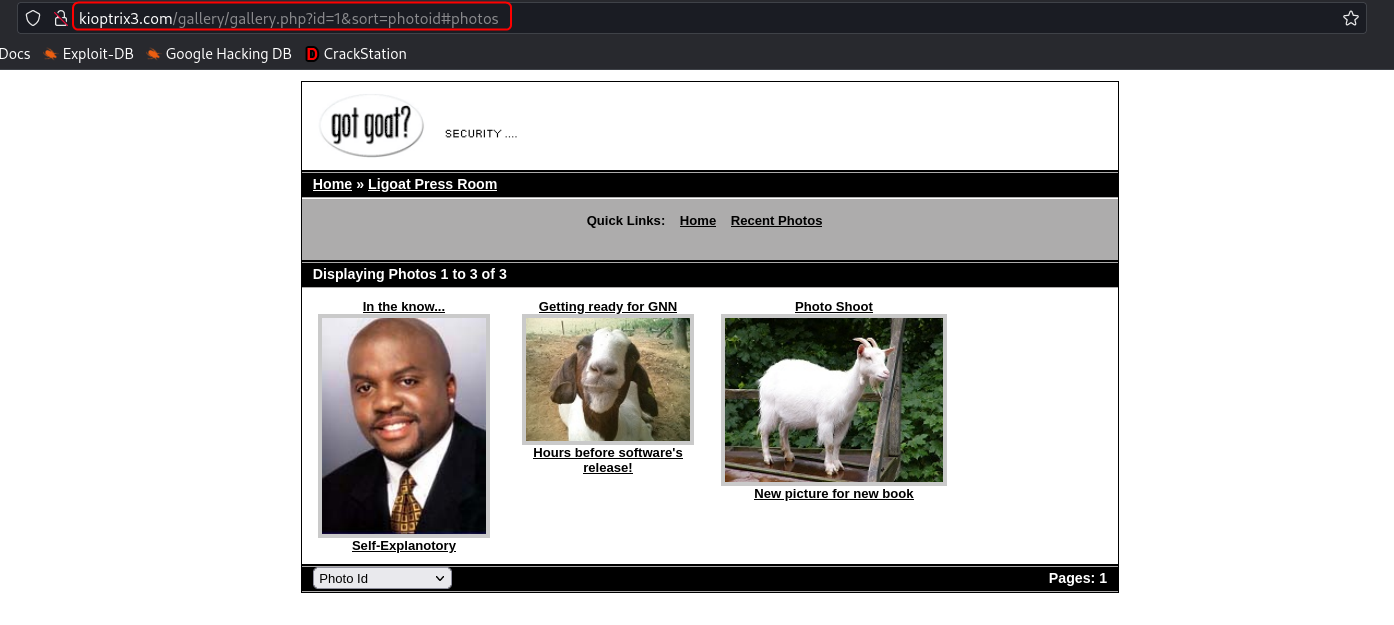 kioptrix3.com/gallery/gallery.php?id=1&sort=photoid#photos
Docs Exploit-DB Google Hacking DB D CrackStation
got goat? SECURITY ....
Home » Ligoat Press Room
Quick Links: Home Recent Photos
Displaying Photos 1 to 3 of 3
In the know... Getting ready for GNN Photo Shoot
Hours before software's
release!
New picture for new book
Self-Explanotory
Photo Id Pages: 1